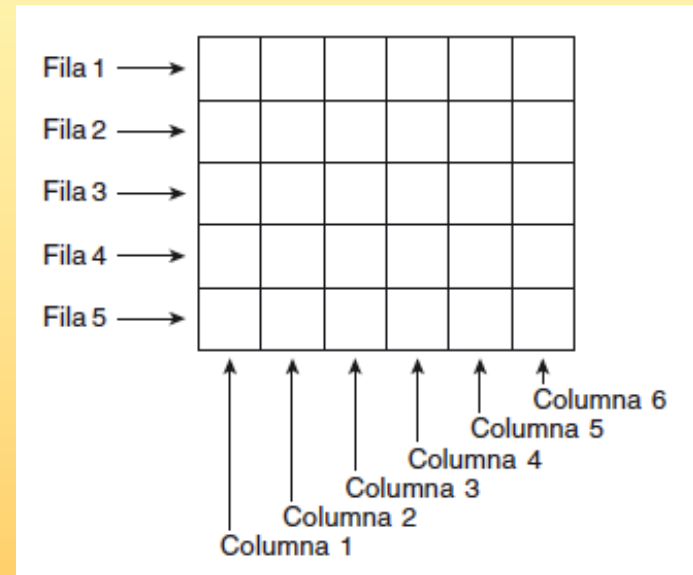 Fila 1
Fila 2
Fila 3
Fila 4
Fila 5
Columna 6
Columna 5
Columna 4
Columna 3
Columna 2
Columna 1